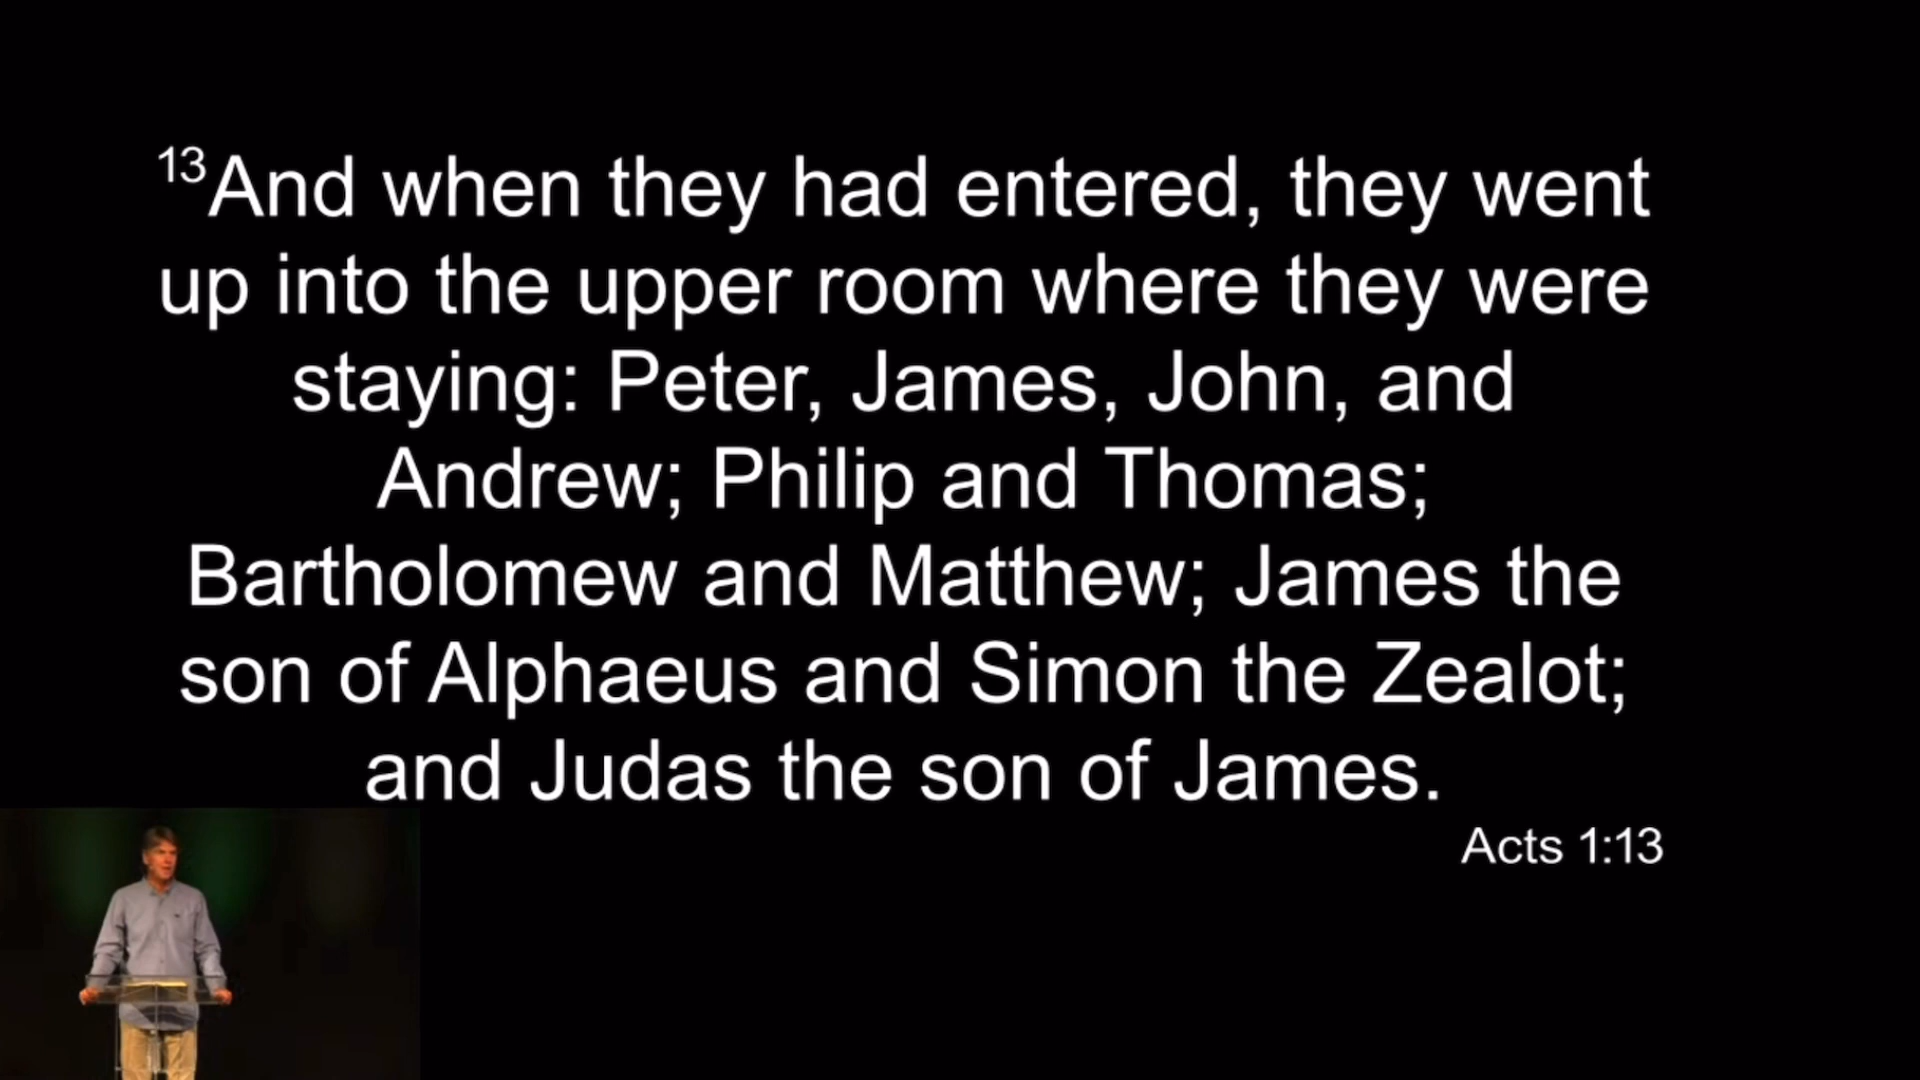 13And when they had entered, they went
up into the upper room where they were
staying: Peter, James, John, and
Andrew; Philip and Thomas;
Bartholomew and Matthew; James the
son of Alphaeus and Simon the Zealot;
and Judas the son of James.
Acts 1:13